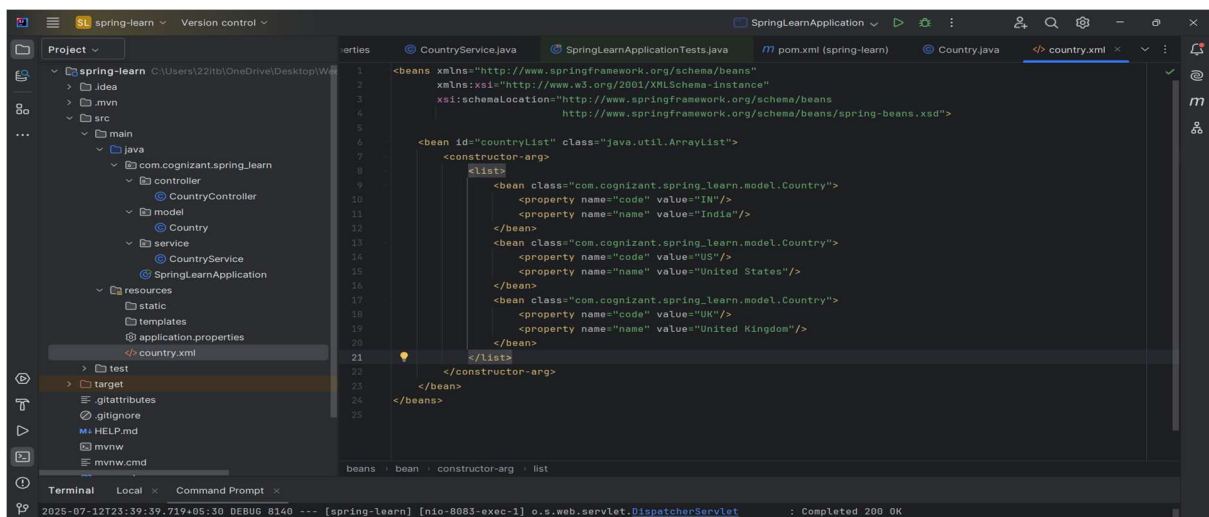 SL spring-learn Version control SpringLearnApplication
Project
erties CountryService.java SpringLearnApplicationTests.java m pom.xml (spring-learn) Country.java </> country.xml
spring-learn C:\Users\22itb\OneDrive\Desktop\We
.idea
.mvn
src
main
java
com.cognizant.spring_learn
controller
CountryController
model
Country
service
CountryService
SpringLearnApplication
resources
static
templates
application.properties
</> country.xml
test
target
.gitattributes
.gitignore
M↓ HELP.md
mvnw
mvnw.cmd
1 <beans xmlns="http://www.springframework.org/schema/beans"
2 xmlns:xsi="http://www.w3.org/2001/XMLSchema-instance"
3 xsi:schemaLocation="http://www.springframework.org/schema/beans
4 http://www.springframework.org/schema/beans/spring-beans.xsd">
5
6 <bean id="countryList" class="java.util.ArrayList">
7 <constructor-arg>
8 <list>
9 <bean class="com.cognizant.spring_learn.model.Country">
10 <property name="code" value="IN"/>
11 <property name="name" value="India"/>
12 </bean>
13 <bean class="com.cognizant.spring_learn.model.Country">
14 <property name="code" value="US"/>
15 <property name="name" value="United States"/>
16 </bean>
17 <bean class="com.cognizant.spring_learn.model.Country">
18 <property name="code" value="UK"/>
19 <property name="name" value="United Kingdom"/>
20 </bean>
21 </list>
22 </constructor-arg>
23 </bean>
24 </beans>
25
beans › bean › constructor-arg › list
Terminal Local Command Prompt
2025-07-12T23:39:39.719+05:30 DEBUG 8140 --- [spring-learn] [nio-8083-exec-1] o.s.web.servlet.DispatcherServlet : Completed 200 OK